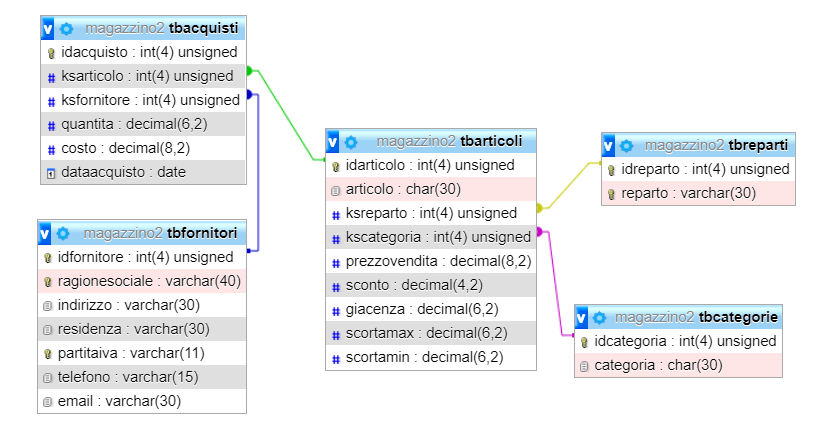 v magazzino2 tbacquisti
idacquisto : int(4) unsigned
# ksarticolo : int(4) unsigned
# ksfornitore : int(4) unsigned
# quantita : decimal(6,2)
# costo : decimal(8,2)
dataacquisto : date
v magazzino2 tbfornitori
idfornitore : int(4) unsigned
ragionesociale : varchar(40)
indirizzo : varchar(30)
residenza : varchar(30)
partitaiva : varchar(11)
telefono : varchar(15)
email : varchar(30)
v magazzino2 tbarticoli
idarticolo : int(4) unsigned
articolo : char(30)
# ksreparto : int(4) unsigned
# kscategoria : int(4) unsigned
# prezzovendita : decimal(8,2)
# sconto : decimal(4,2)
# giacenza : decimal(6,2)
# scortamax : decimal(6,2)
# scortamin : decimal(6,2)
v magazzino2 tbreparti
idreparto : int(4) unsigned
reparto : varchar(30)
v magazzino2 tbcategorie
idcategoria : int(4) unsigned
categoria : char(30)